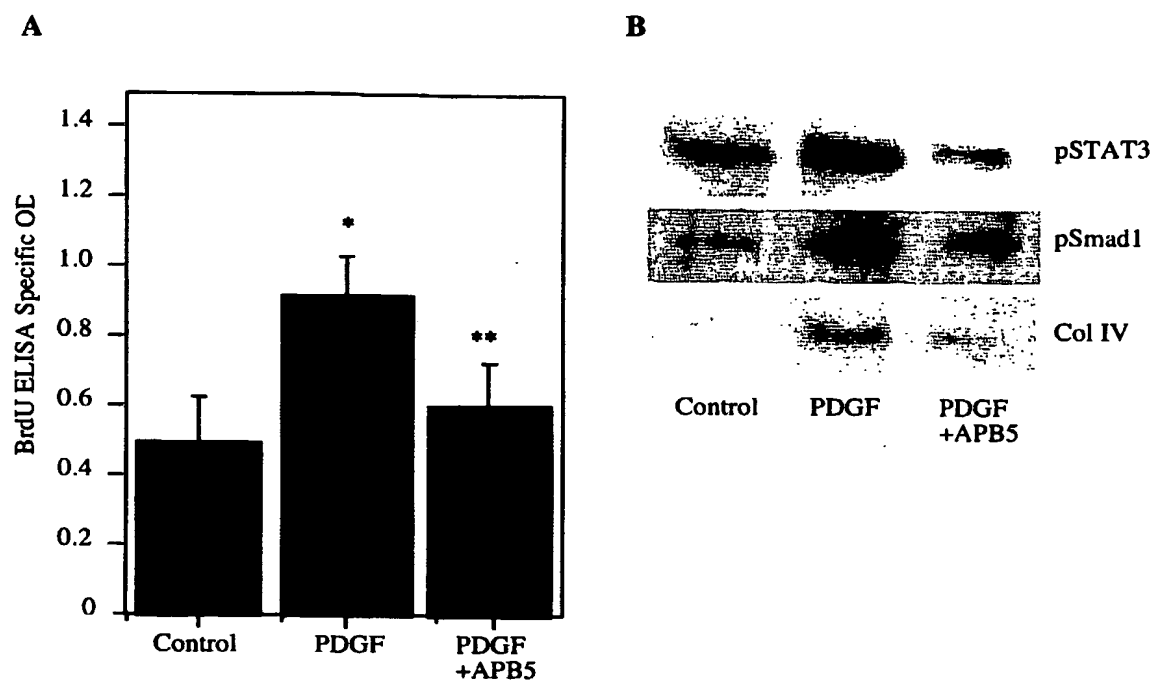 A
BrdU ELISA Specific OD
1.4
1.2
1.0
0.8
0.6
0.4
0.2
0
*
**
Control
PDGF
PDGF
+APB5
B
pSTAT3
pSmad1
Col IV
Control
PDGF
PDGF
+APB5